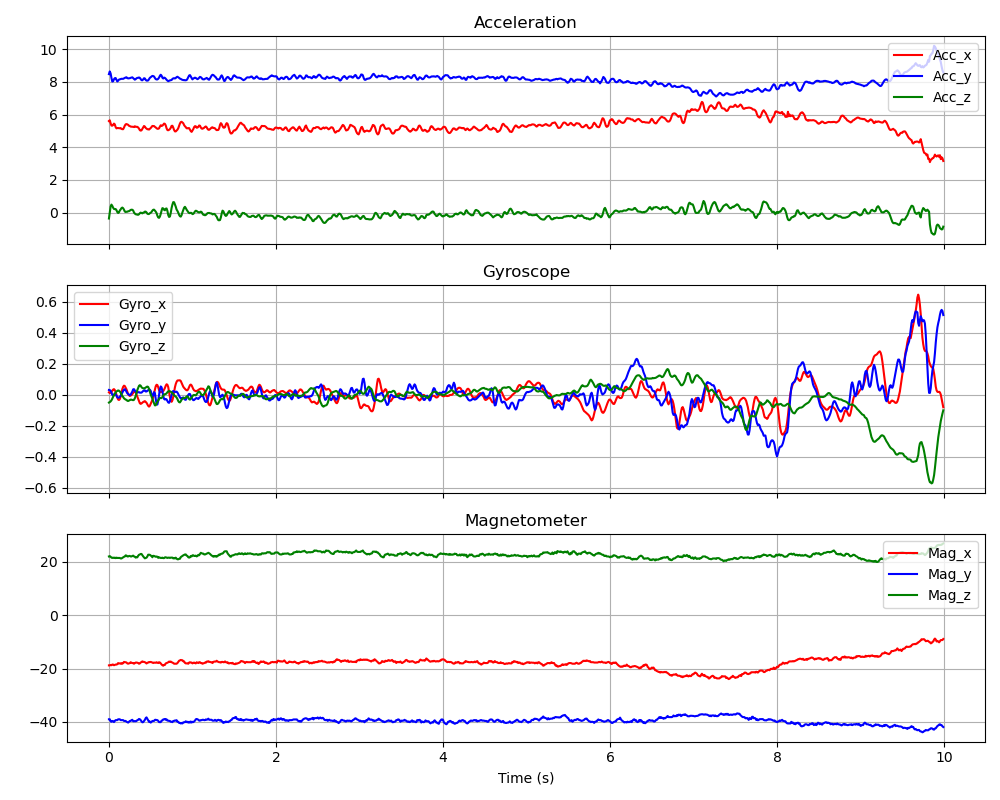 Acceleration
10
8
6
4
2
0
Acc_x
Acc_y
Acc_z
Gyroscope
0.6
0.4
0.2
0.0
−0.2
−0.4
−0.6
Gyro_x
Gyro_y
Gyro_z
Magnetometer
20
0
−20
−40
Mag_x
Mag_y
Mag_z
0 2 4 6 8 10
Time (s)